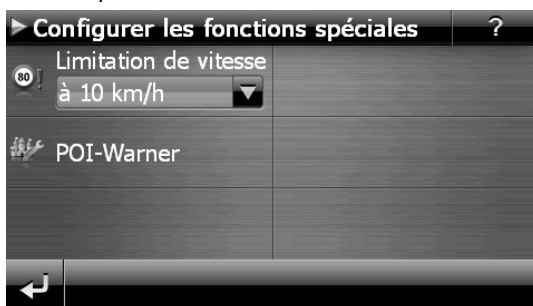 Configurer les fonctions spéciales ?
Limitation de vitesse
80 !
à 10 km/h
POI-Warner